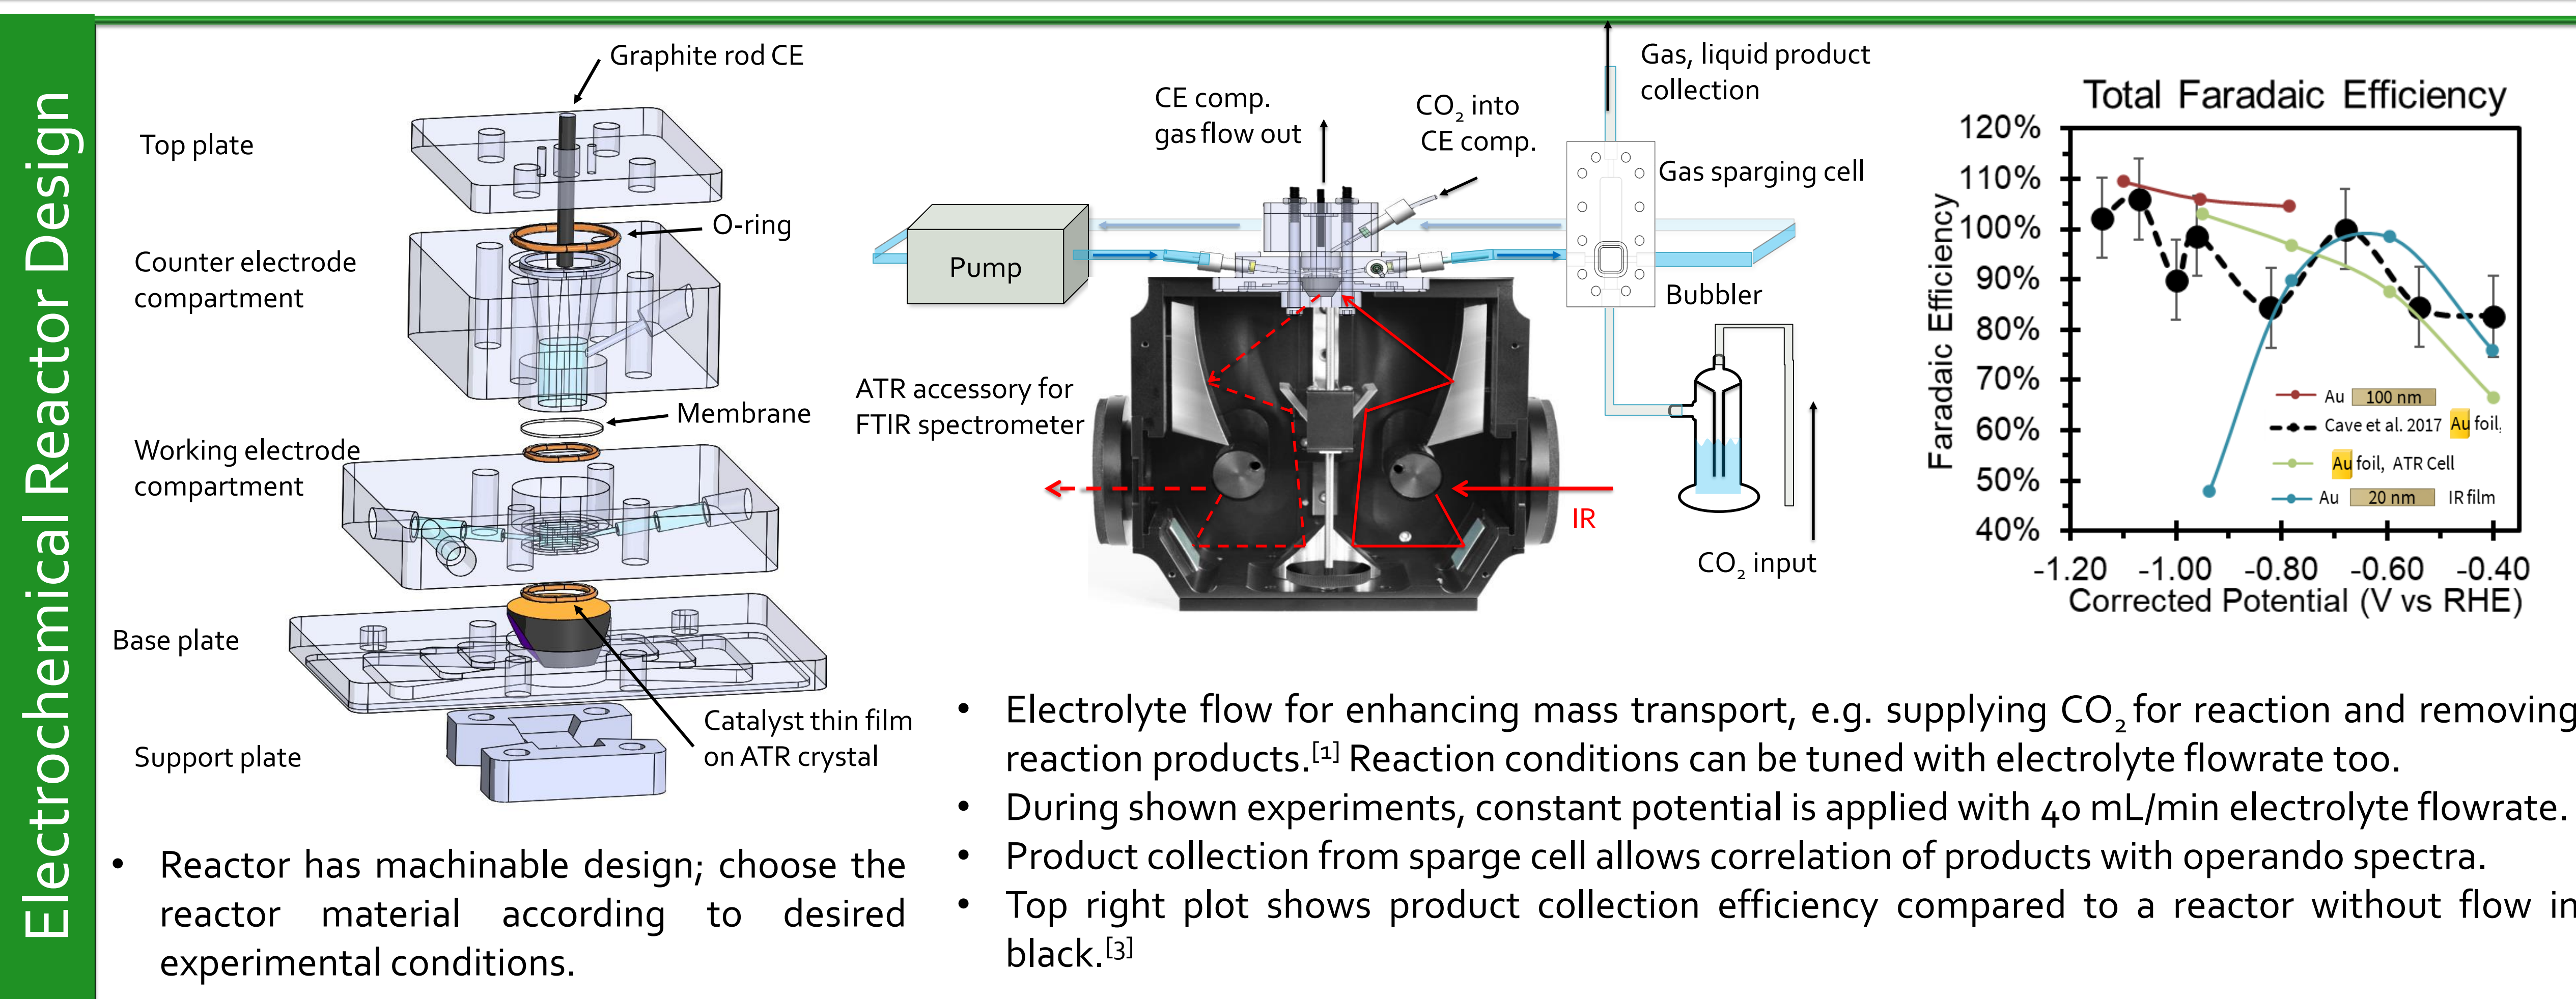 Electrochemical Reactor Design
Graphite rod CE
Top plate
O-ring
Counter electrode
compartment
Membrane
Working electrode
compartment
Base plate
Catalyst thin film
on ATR crystal
Support plate
• Reactor has machinable design; choose the
reactor material according to desired
experimental conditions.
CE comp.
gas flow out
CO₂ into
CE comp.
Gas, liquid product
collection
Gas sparging cell
Pump
Bubbler
ATR accessory for
FTIR spectrometer
IR
CO₂ input
Total Faradaic Efficiency
Faradaic Efficiency
120%
110%
100%
90%
80%
70%
60%
50%
40%
Au 100 nm
Cave et al. 2017 Au foil,
Au foil, ATR Cell
Au 20 nm IR film
-1.20 -1.00 -0.80 -0.60 -0.40
Corrected Potential (V vs RHE)
• Electrolyte flow for enhancing mass transport, e.g. supplying CO₂ for reaction and removing
reaction products.[1] Reaction conditions can be tuned with electrolyte flowrate too.
• During shown experiments, constant potential is applied with 40 mL/min electrolyte flowrate.
• Product collection from sparge cell allows correlation of products with operando spectra.
• Top right plot shows product collection efficiency compared to a reactor without flow in
black.[3]